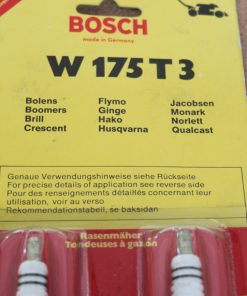 BOSCH
made in Germany
W 175 T 3
Bolens Flymo Jacobsen
Boomers Ginge Monark
Brill Hako Norlett
Crescent Husqvarna Qualcast
Genaue Verwendungshinweise siehe Rückseite
For precise details of application see reverse side
Pour des renseignements détaillés concernant leur
utilisation, voir au verso
Rekommendationstabell, se baksidan
Rasenmäher
Tondeuses à gazon